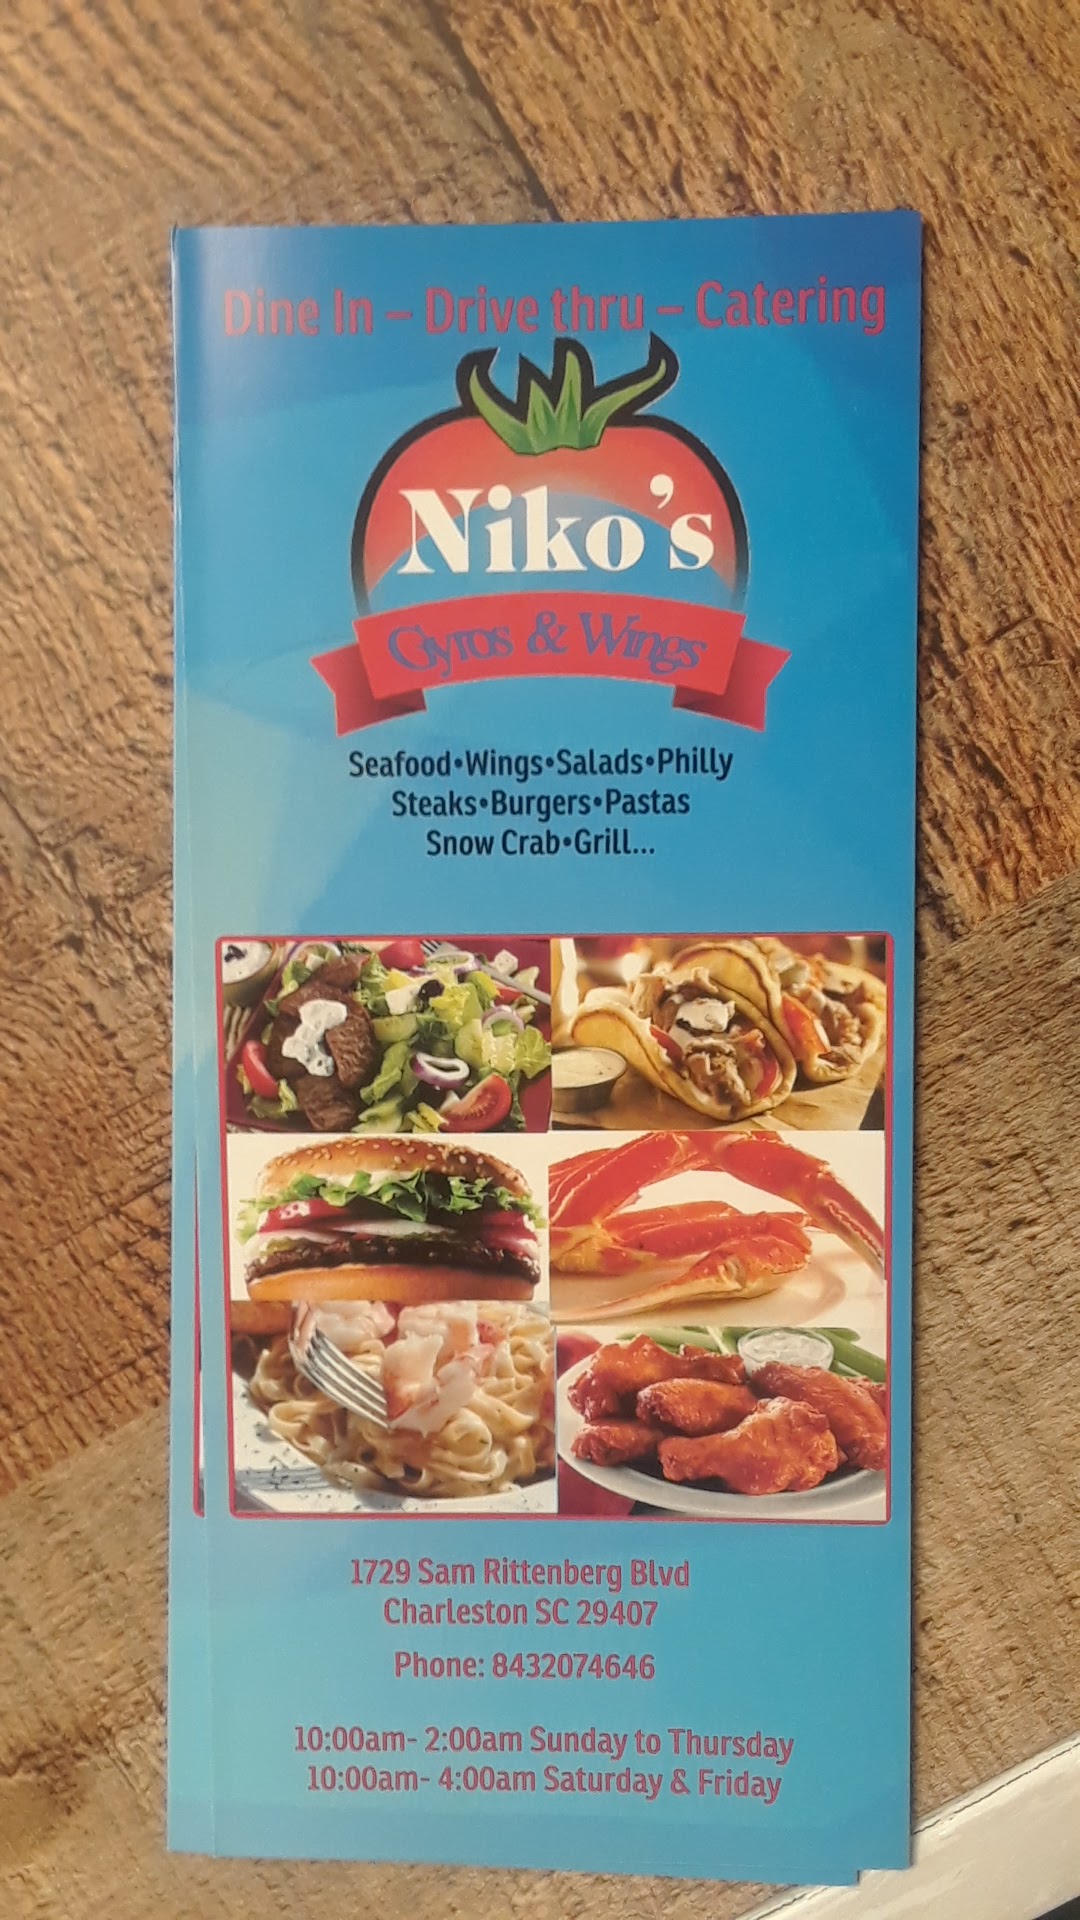 Dine In – Drive thru – Catering
Niko's
Gyros & Wings
Seafood•Wings•Salads•Philly
Steaks•Burgers•Pastas
Snow Crab•Grill...
1729 Sam Rittenberg Blvd
Charleston SC 29407
Phone: 8432074646
10:00am- 2:00am Sunday to Thursday
10:00am- 4:00am Saturday & Friday